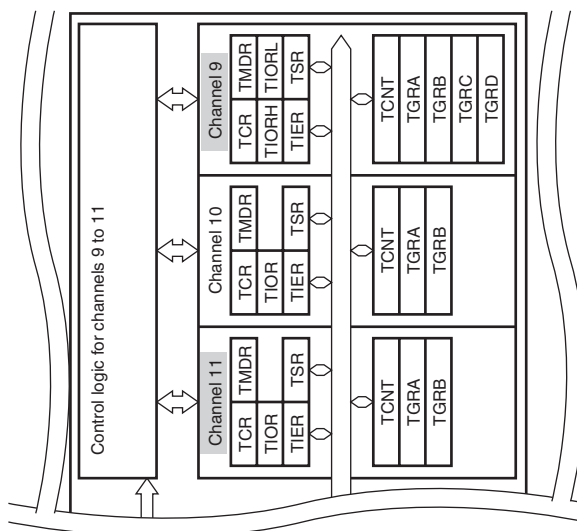 Control logic for channels 9 to 11
Channel 9
TCR TMDR
TIORH TIORL
TIER TSR
TCNT
TGRA
TGRB
TGRC
TGRD
Channel 10
TCR TMDR
TIOR
TIER TSR
TCNT
TGRA
TGRB
Channel 11
TCR TMDR
TIOR
TIER TSR
TCNT
TGRA
TGRB